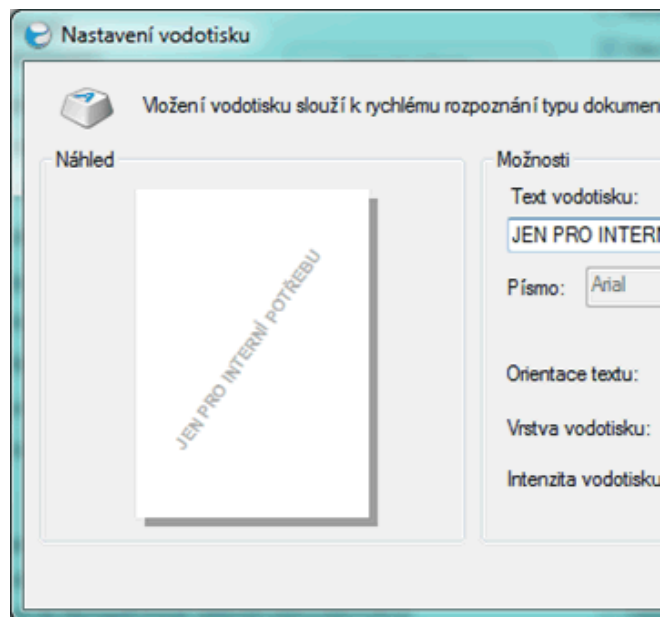 Nastavení vodotisku
Vložení vodotisku slouží k rychlému rozpoznání typu dokumen
Náhled
JEN PRO INTERNÍ POTŘEBU
Možnosti
Text vodotisku:
JEN PRO INTERN
Písmo: Arial
Orientace textu:
Vrstva vodotisku:
Intenzita vodotisku